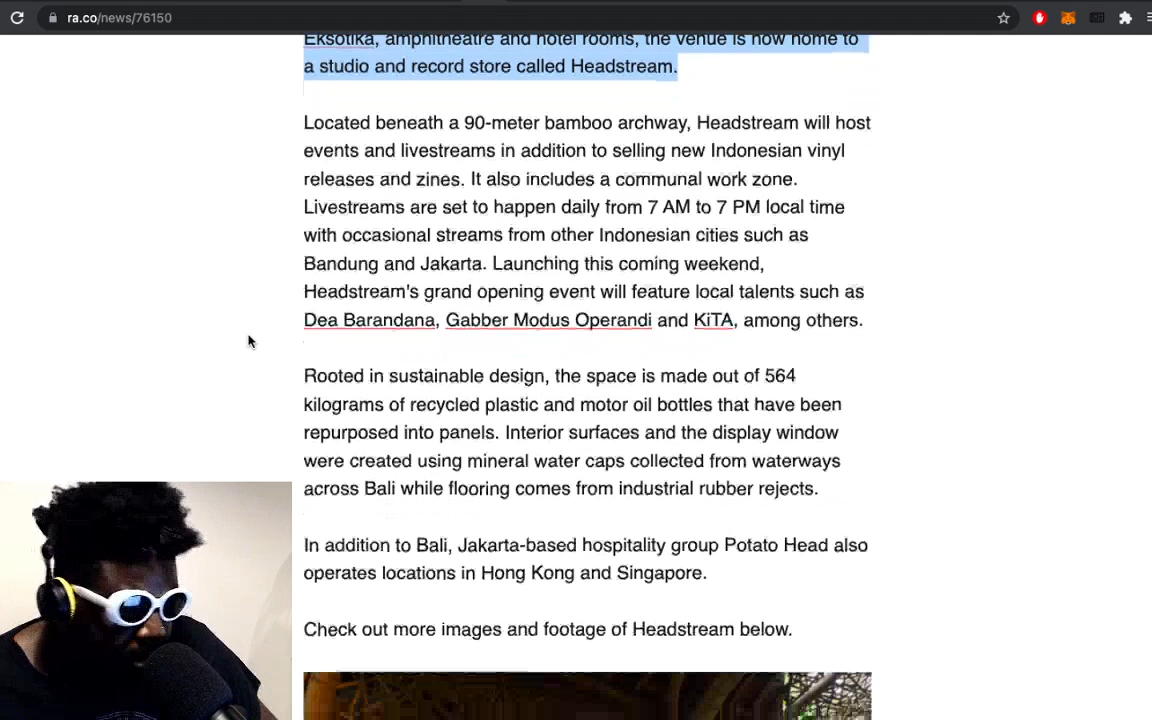 ra.co/news/76150
Eksotika, amphitheatre and hotel rooms, the venue is now home to
a studio and record store called Headstream.
Located beneath a 90-meter bamboo archway, Headstream will host
events and livestreams in addition to selling new Indonesian vinyl
releases and zines. It also includes a communal work zone.
Livestreams are set to happen daily from 7 AM to 7 PM local time
with occasional streams from other Indonesian cities such as
Bandung and Jakarta. Launching this coming weekend,
Headstream's grand opening event will feature local talents such as
Dea Barandana, Gabber Modus Operandi and KiTA, among others.
Rooted in sustainable design, the space is made out of 564
kilograms of recycled plastic and motor oil bottles that have been
repurposed into panels. Interior surfaces and the display window
were created using mineral water caps collected from waterways
across Bali while flooring comes from industrial rubber rejects.
In addition to Bali, Jakarta-based hospitality group Potato Head also
operates locations in Hong Kong and Singapore.
Check out more images and footage of Headstream below.